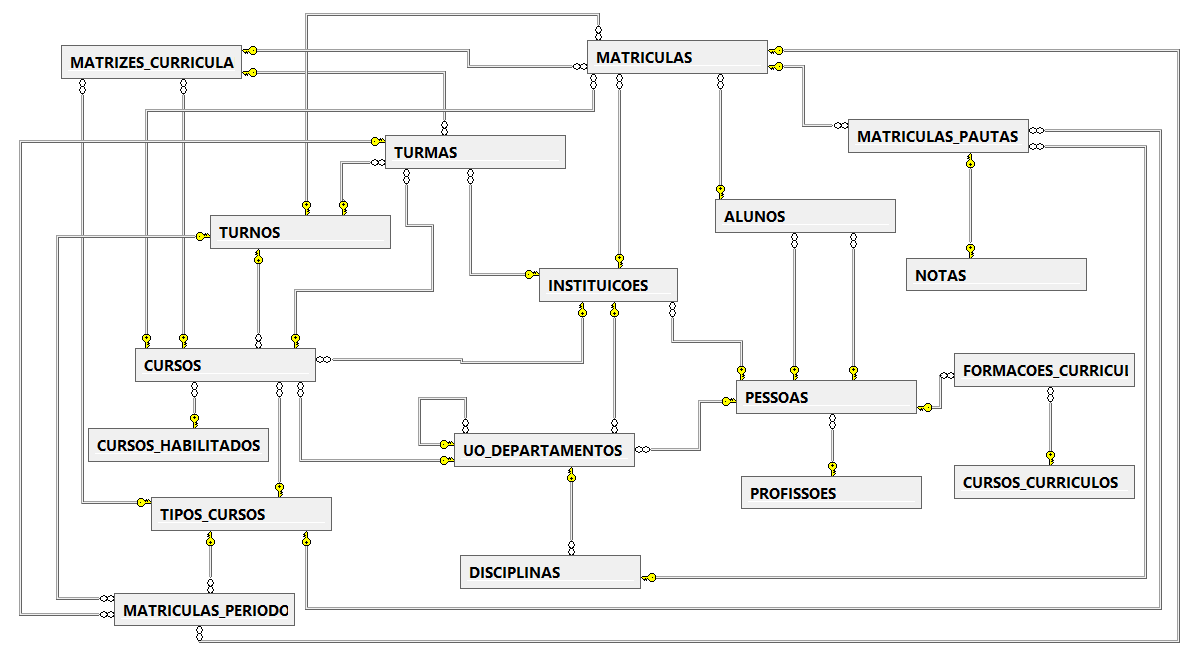 MATRIZES_CURRICULA
MATRICULAS
MATRICULAS_PAUTAS
TURMAS
ALUNOS
TURNOS
INSTITUICOES
NOTAS
CURSOS
FORMACOES_CURRICUI
PESSOAS
CURSOS_HABILITADOS
UO_DEPARTAMENTOS
PROFISSOES
CURSOS_CURRICULOS
TIPOS_CURSOS
DISCIPLINAS
MATRICULAS_PERIODO